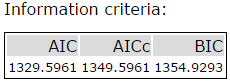 Information criteria:
AIC AICc BIC
1329.5961 1349.5961 1354.9293